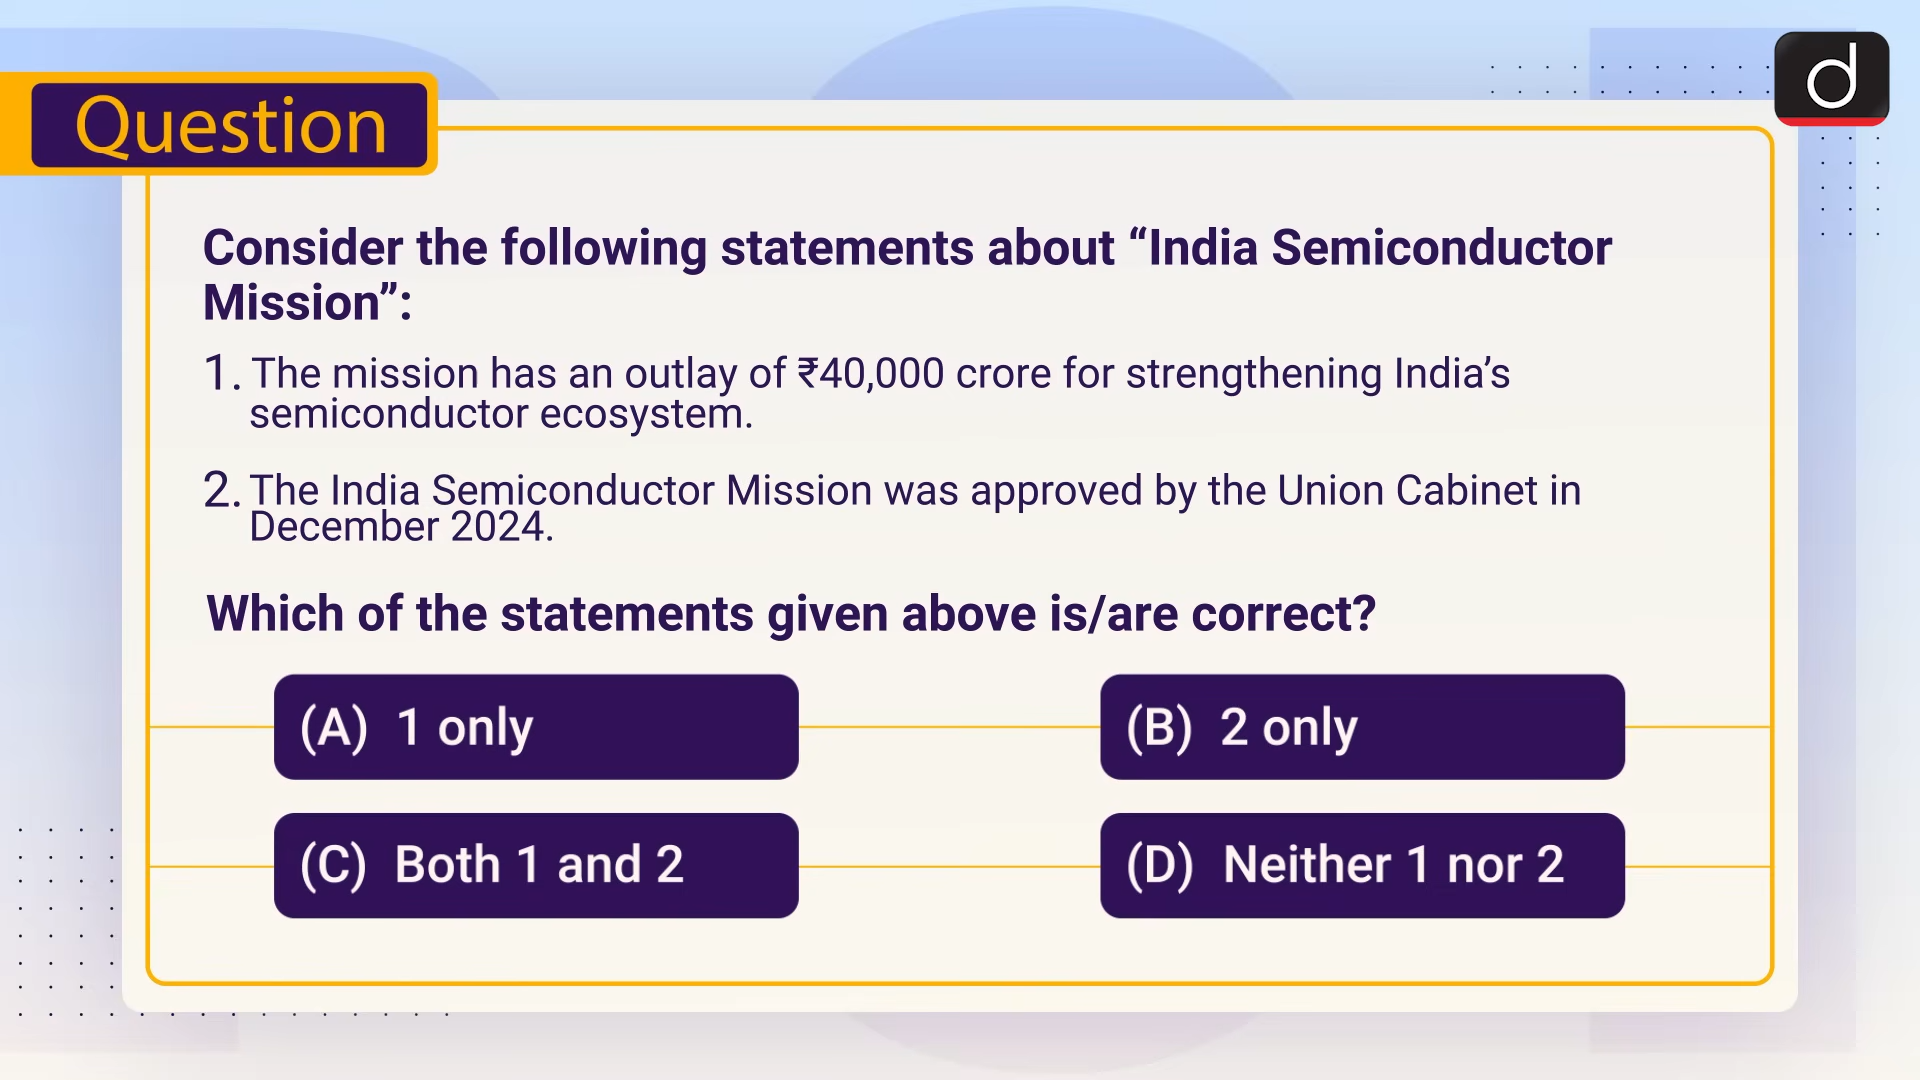 Question
Consider the following statements about “India Semiconductor
Mission”:
1. The mission has an outlay of ₹40,000 crore for strengthening India’s
semiconductor ecosystem.
2. The India Semiconductor Mission was approved by the Union Cabinet in
December 2024.
Which of the statements given above is/are correct?
(A) 1 only
(B) 2 only
(C) Both 1 and 2
(D) Neither 1 nor 2
d